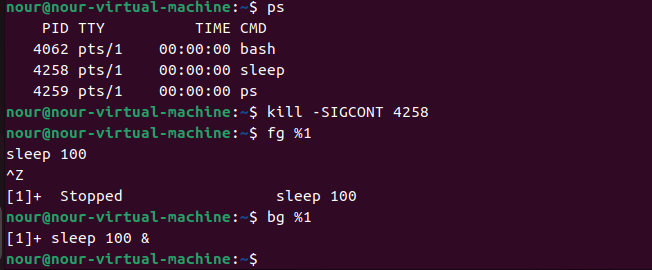 nour@nour-virtual-machine:~$ ps
    PID TTY          TIME CMD
   4062 pts/1    00:00:00 bash
   4258 pts/1    00:00:00 sleep
   4259 pts/1    00:00:00 ps
nour@nour-virtual-machine:~$ kill -SIGCONT 4258
nour@nour-virtual-machine:~$ fg %1
sleep 100
^Z
[1]+  Stopped                 sleep 100
nour@nour-virtual-machine:~$ bg %1
[1]+ sleep 100 &
nour@nour-virtual-machine:~$